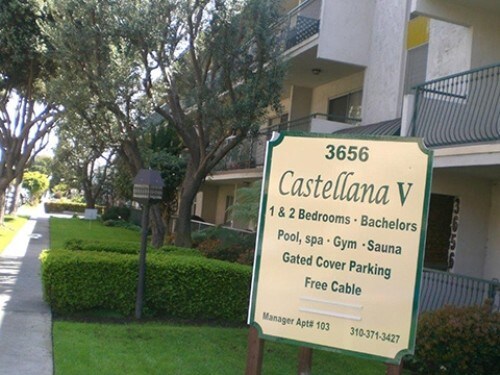 3656
Castellana V
1 & 2 Bedrooms · Bachelors
Pool, spa · Gym · Sauna
Gated Cover Parking
Free Cable
Manager Apt# 103 310-371-3427
3656